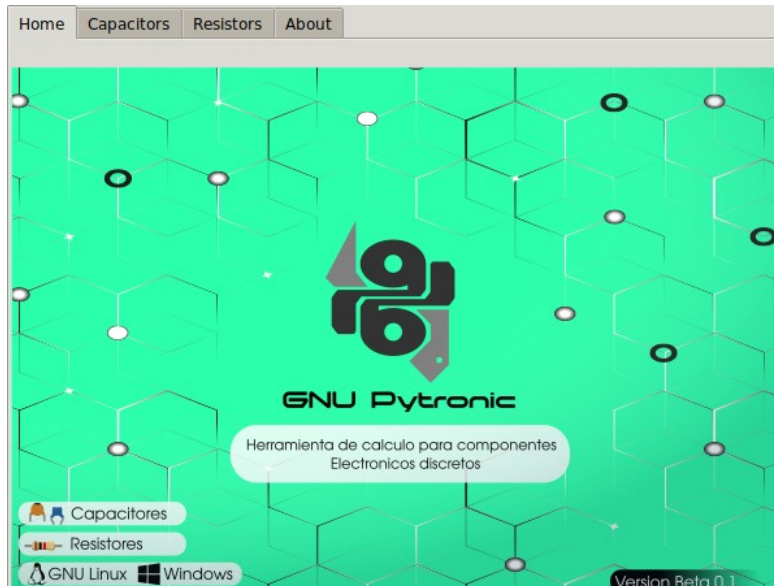 Home Capacitors Resistors About
GNU Pytronic
Herramienta de calculo para componentes
Electronicos discretos
Capacitores
Resistores
GNU Linux Windows
Version Beta 0.1